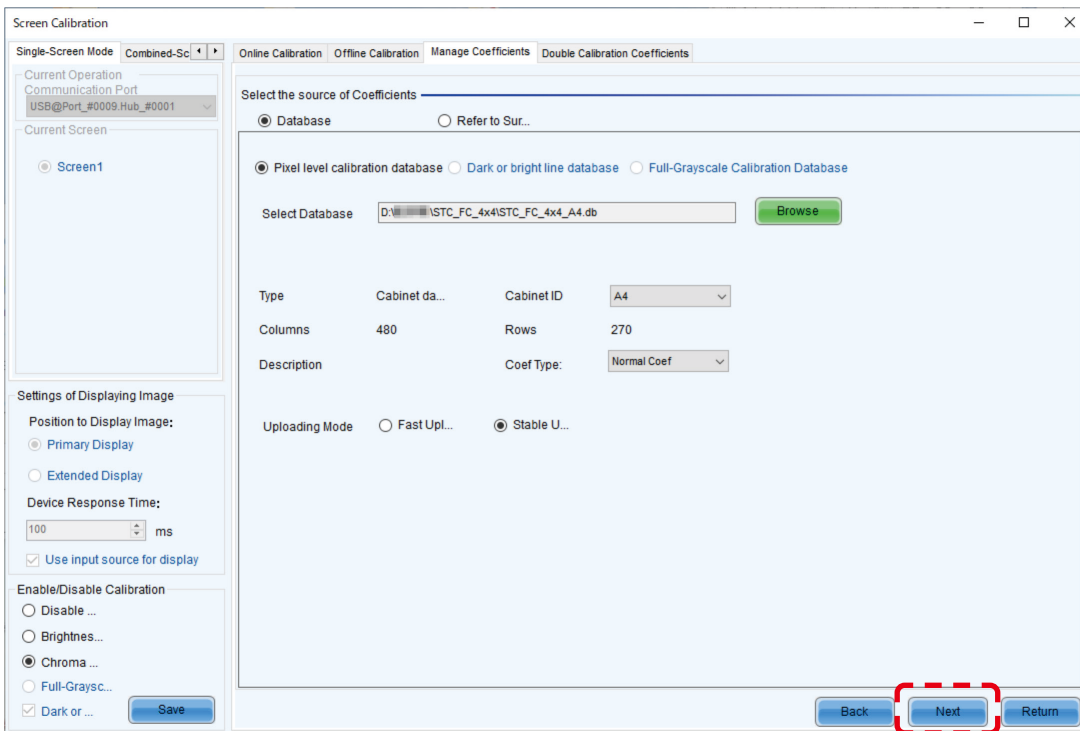 Screen Calibration
Single-Screen Mode Combined-Sc
Current Operation
Communication Port
USB@Port_#0009.Hub_#0001
Current Screen
Screen1
Settings of Displaying Image
Position to Display Image:
Primary Display
Extended Display
Device Response Time:
100 ms
Use input source for display
Enable/Disable Calibration
Disable ...
Brightnes...
Chroma ...
Full-Graysc...
Dark or ... Save
Online Calibration Offline Calibration Manage Coefficients Double Calibration Coefficients
Select the source of Coefficients
Database Refer to Sur...
Pixel level calibration database Dark or bright line database Full-Grayscale Calibration Database
Select Database D:\ \STC_FC_4x4\STC_FC_4x4_A4.db Browse
Type Cabinet da... Cabinet ID A4
Columns 480 Rows 270
Description Coef Type: Normal Coef
Uploading Mode Fast Upl... Stable U...
Back Next Return